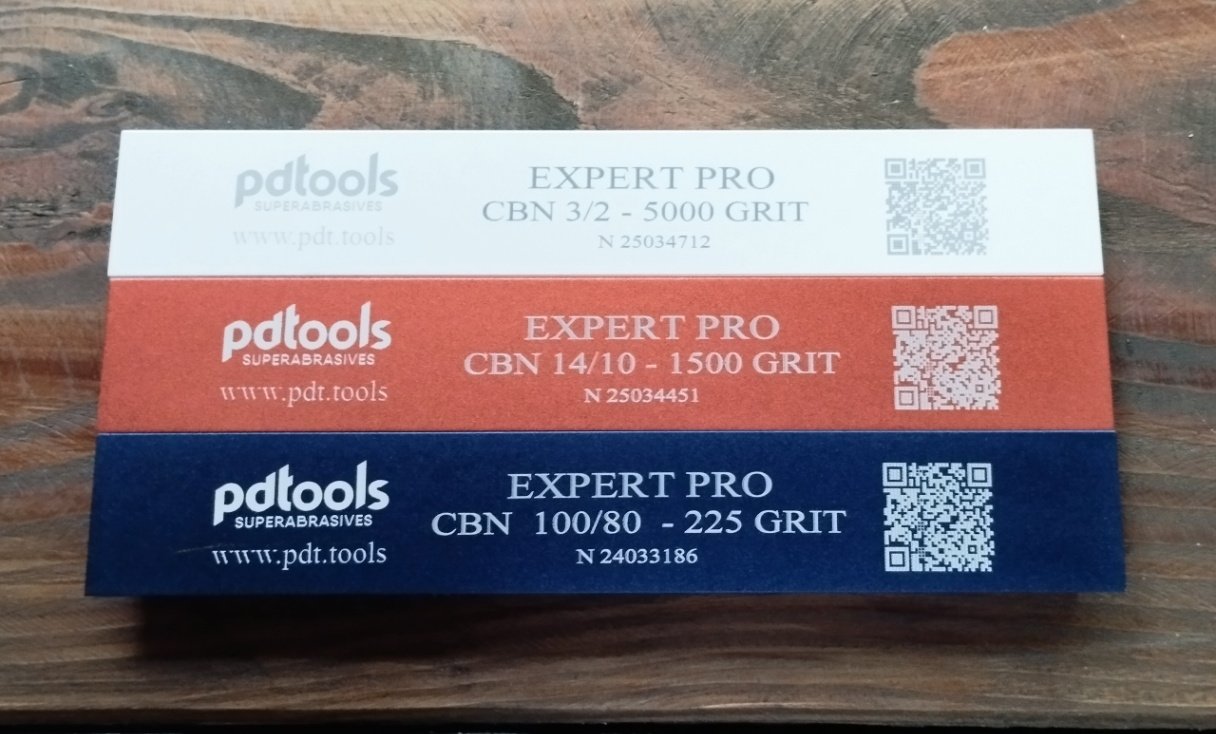 pdtools
SUPERABRASIVES
www.pdt.tools
EXPERT PRO
CBN 3/2 - 5000 GRIT
N 25034712
pdtools
SUPERABRASIVES
www.pdt.tools
EXPERT PRO
CBN 14/10 - 1500 GRIT
N 25034451
pdtools
SUPERABRASIVES
www.pdt.tools
EXPERT PRO
CBN 100/80 - 225 GRIT
N 24033186